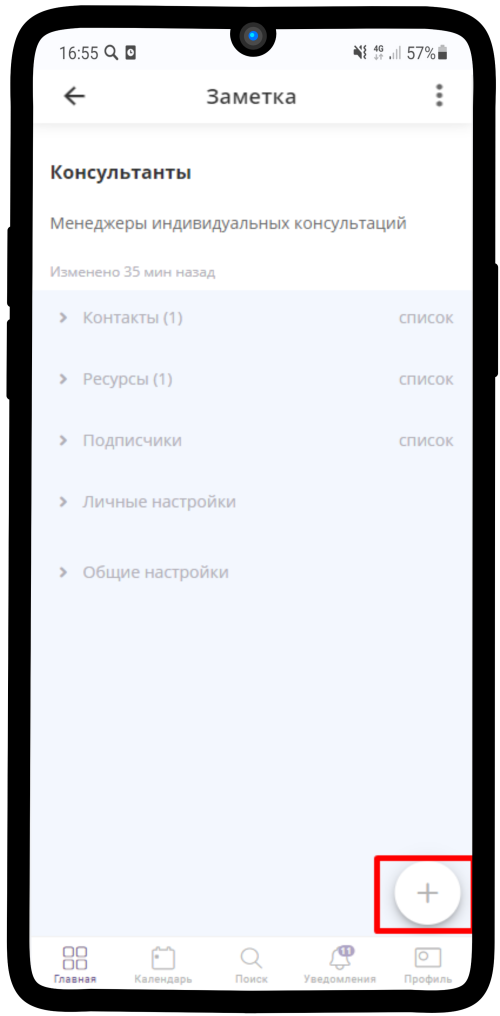 16:55 4G 57%
Заметка
Консультанты
Менеджеры индивидуальных консультаций
Изменено 35 мин назад
Контакты (1) список
Ресурсы (1) список
Подписчики список
Личные настройки
Общие настройки
11
Главная Календарь Поиск Уведомления Профиль